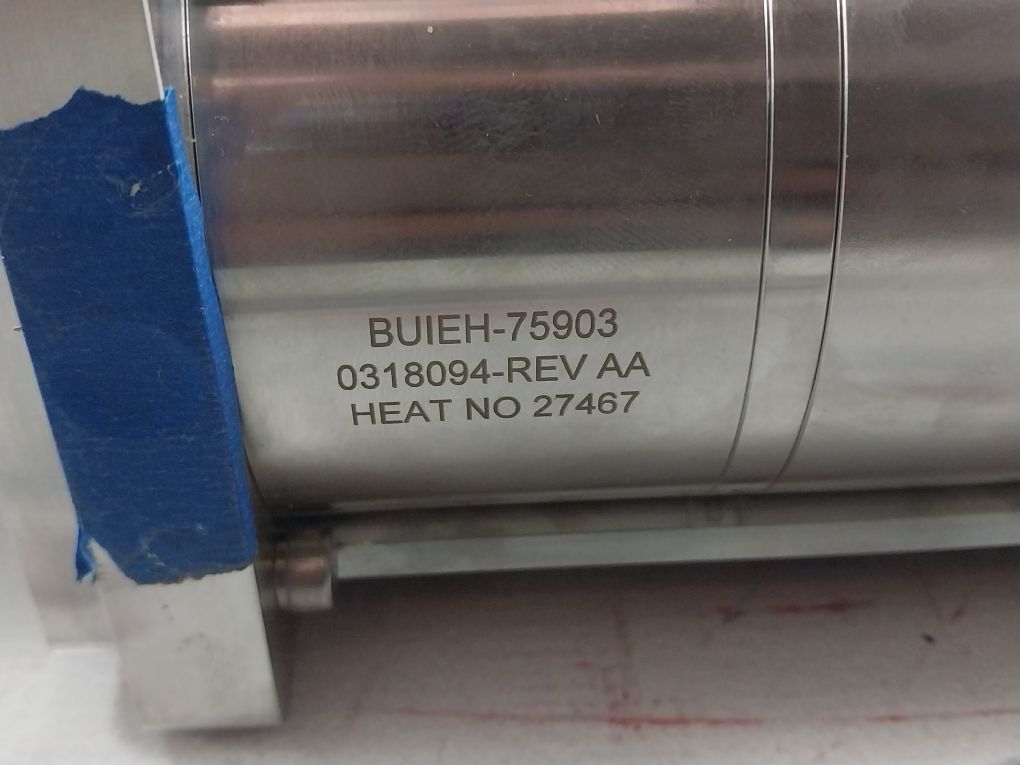 BUIEH-75903
0318094-REV AA
HEAT NO 27467